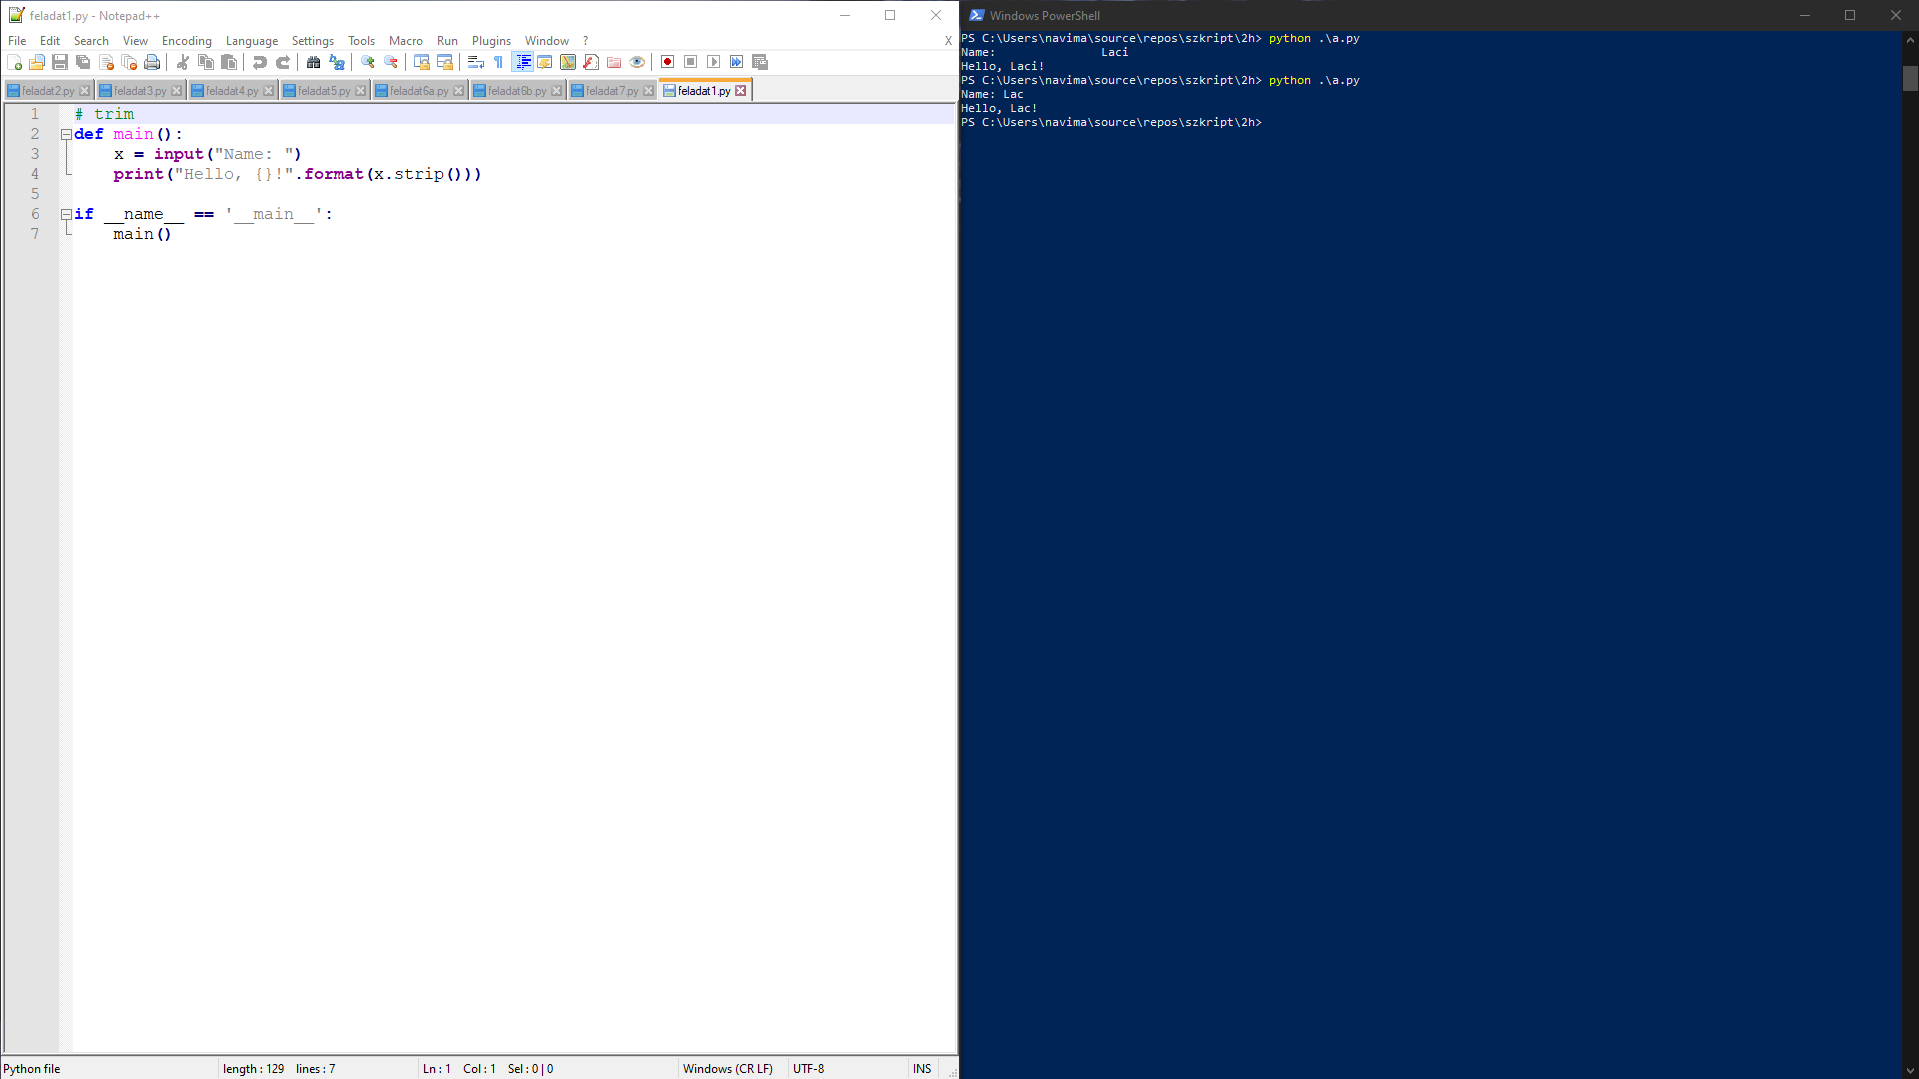 feladat1.py - Notepad++
File Edit Search View Encoding Language Settings Tools Macro Run Plugins Window ? X
feladat2.py feladat3.py feladat4.py feladat5.py feladat6a.py feladat6b.py feladat7.py feladat1.py
1 # trim
2 def main():
3 x = input("Name: ")
4 print("Hello, {}!".format(x.strip()))
5
6 if __name__ == '__main__':
7 main()
Python file length : 129 lines : 7 Ln : 1 Col : 1 Sel : 0 | 0 Windows (CR LF) UTF-8 INS
Windows PowerShell
PS C:\Users\navima\source\repos\szkript\2h> python .\a.py
Name: Laci
Hello, Laci!
PS C:\Users\navima\source\repos\szkript\2h> python .\a.py
Name: Lac
Hello, Lac!
PS C:\Users\navima\source\repos\szkript\2h>